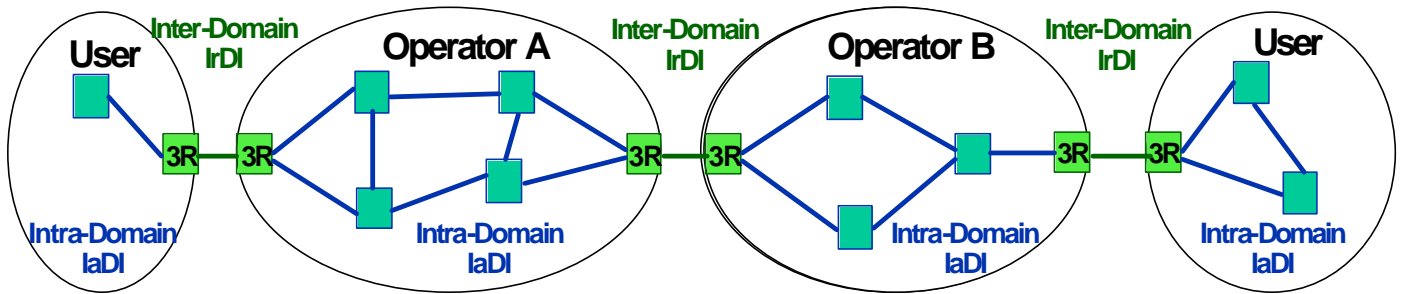 User
Inter-Domain
IrDI
Operator A
Inter-Domain
IrDI
Operator B
Inter-Domain
IrDI
User
3R
3R
3R
3R
3R
3R
Intra-Domain
IaDI
Intra-Domain
IaDI
Intra-Domain
IaDI
Intra-Domain
IaDI